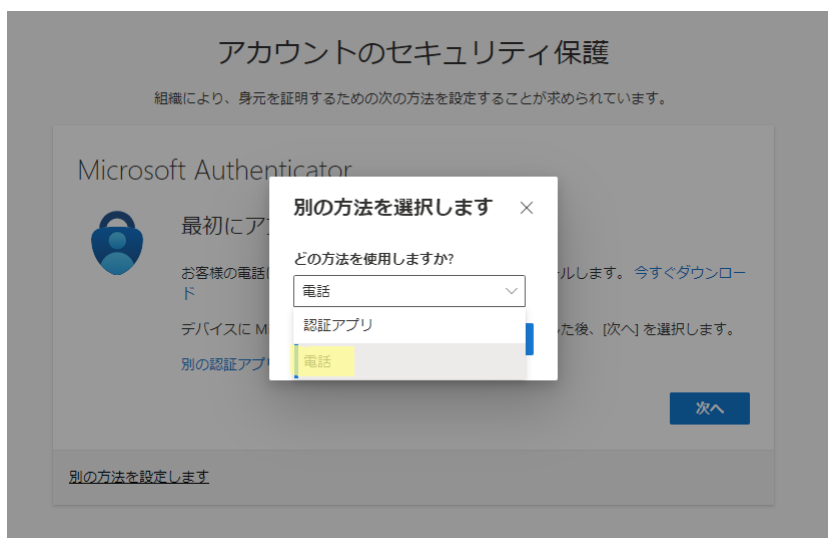 アカウントのセキュリティ保護
組織により、身元を証明するための次の方法を設定することが求められています。
Microsoft Authenticator
別の方法を選択します
最初にア
どの方法を使用しますか?
お客様の電話
ルします。 今すぐダウンロー
ド
電話
認証アプリ
デバイスに M
た後、[次へ] を選択します。
電話
別の認証アプ
次へ
別の方法を設定します